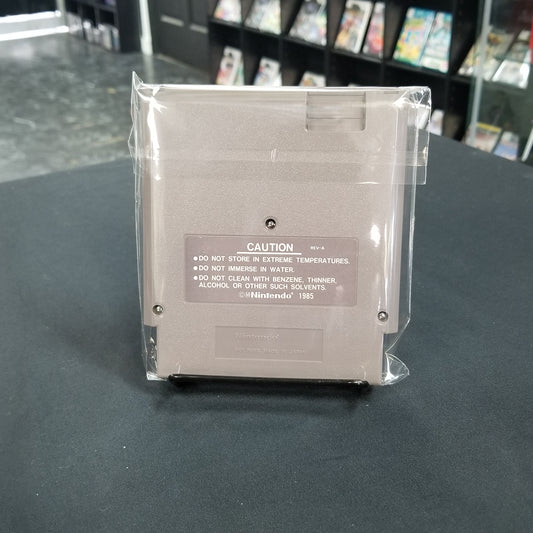 CAUTION REV-A
●DO NOT STORE IN EXTREME TEMPERATURES.
●DO NOT IMMERSE IN WATER.
●DO NOT CLEAN WITH BENZENE, THINNER,
ALCOHOL OR OTHER SUCH SOLVENTS.
©Nintendo® 1985
Nintendo®